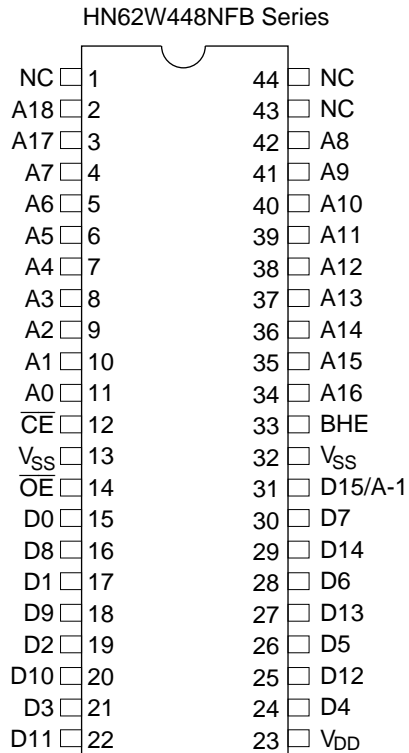 HN62W448NFB Series
NC 1 44 NC
A18 2 43 NC
A17 3 42 A8
A7 4 41 A9
A6 5 40 A10
A5 6 39 A11
A4 7 38 A12
A3 8 37 A13
A2 9 36 A14
A1 10 35 A15
A0 11 34 A16
C̅E̅ 12 33 BHE
VSS 13 32 VSS
O̅E̅ 14 31 D15/A-1
D0 15 30 D7
D8 16 29 D14
D1 17 28 D6
D9 18 27 D13
D2 19 26 D5
D10 20 25 D12
D3 21 24 D4
D11 22 23 VDD